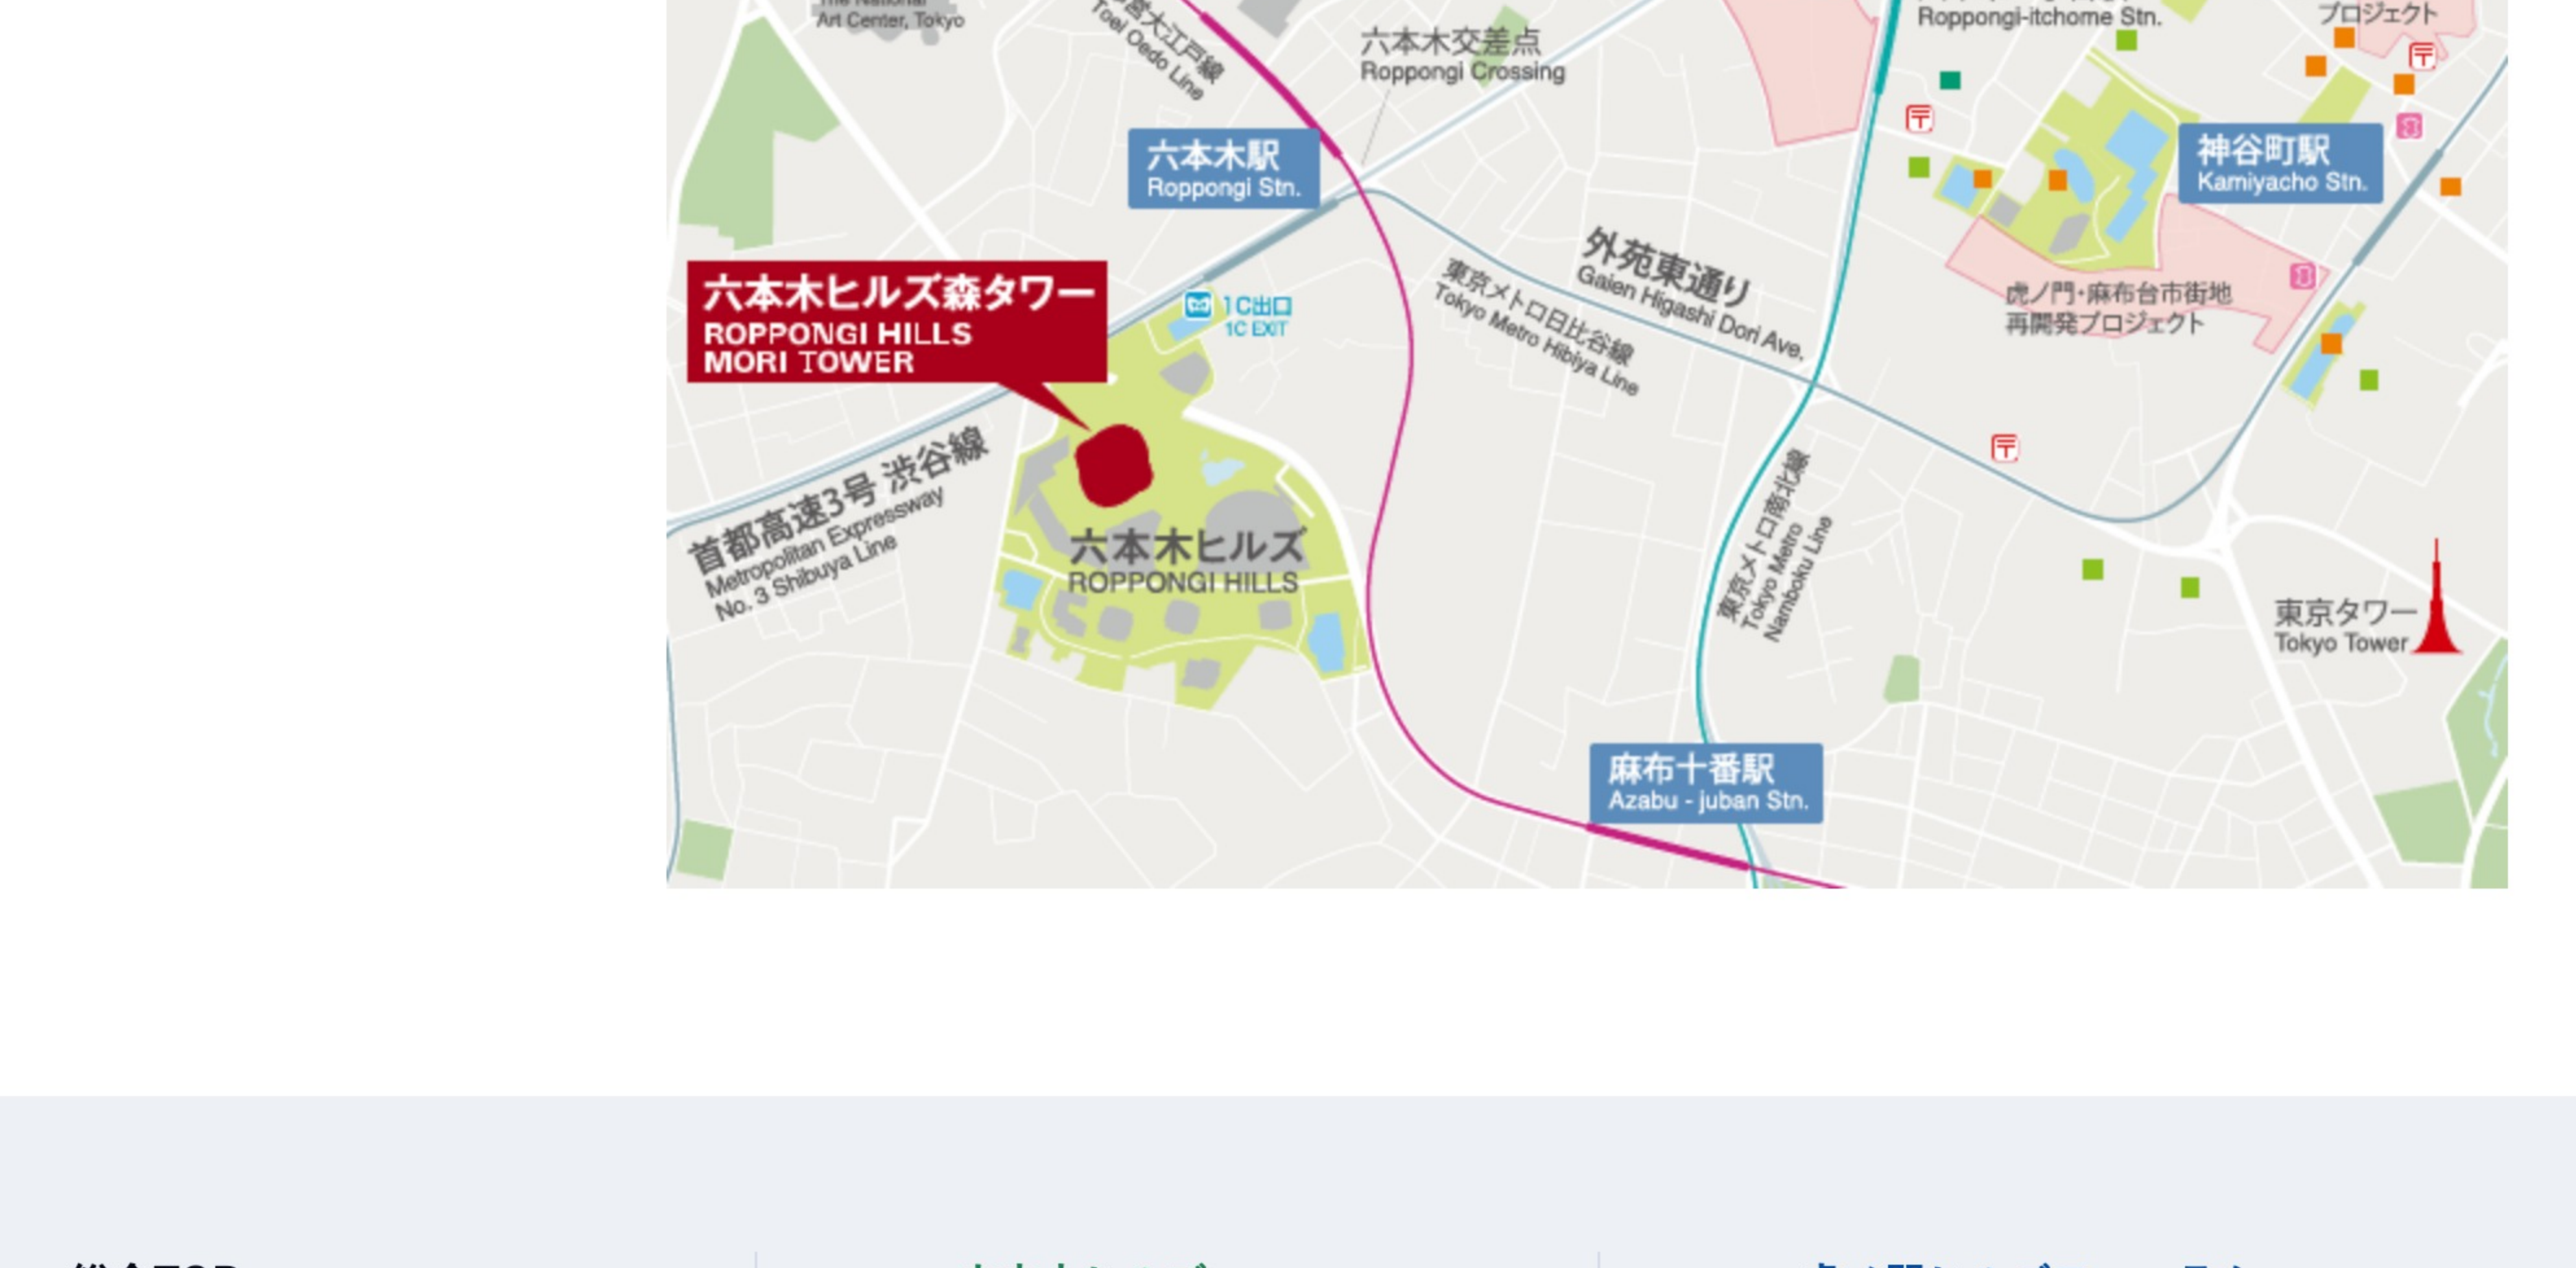 Art Center, Tokyo
営大江戸線
Toei Oedo Line
六本木交差点
Roppongi Crossing
Roppongi-itchome Stn.
プロジェクト
六本木駅
Roppongi Stn.
神谷町駅
Kamiyacho Stn.
六本木ヒルズ森タワー
ROPPONGI HILLS
MORI TOWER
1C出口
1C EXIT
外苑東通り
Gaien Higashi Dori Ave.
東京メトロ日比谷線
Tokyo Metro Hibiya Line
虎ノ門・麻布台市街地
再開発プロジェクト
首都高速3号 渋谷線
Metropolitan Expressway
No. 3 Shibuya Line
六本木ヒルズ
ROPPONGI HILLS
東京メトロ南北線
Tokyo Metro
Namboku Line
東京タワー
Tokyo Tower
麻布十番駅
Azabu - juban Stn.